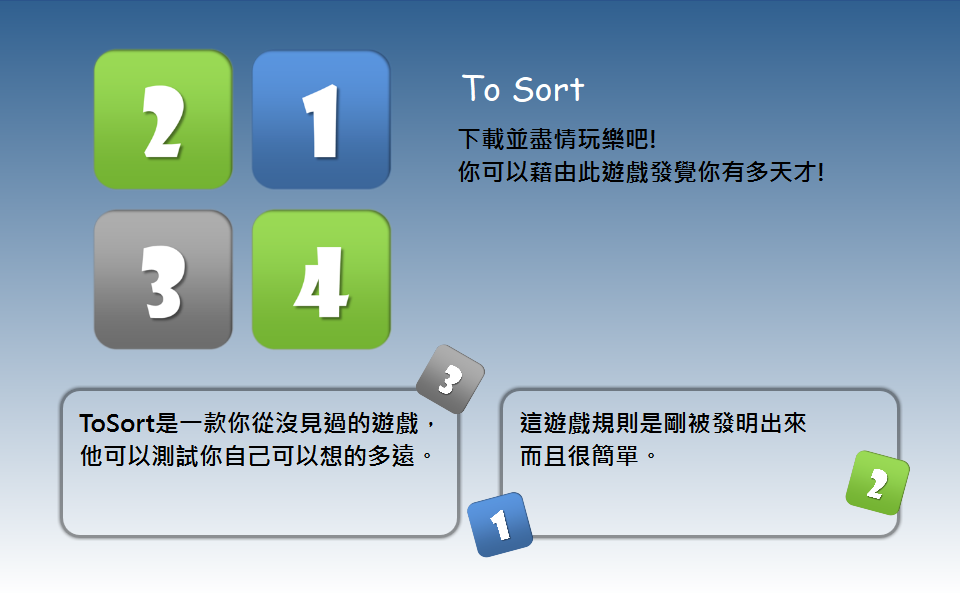 2 1
To Sort
下載並盡情玩樂吧!
你可以藉由此遊戲發覺你有多天才!
3 4
3
ToSort是一款你從沒見過的遊戲，
他可以測試你自己可以想的多遠。
這遊戲規則是剛被發明出來
而且很簡單。
2
1